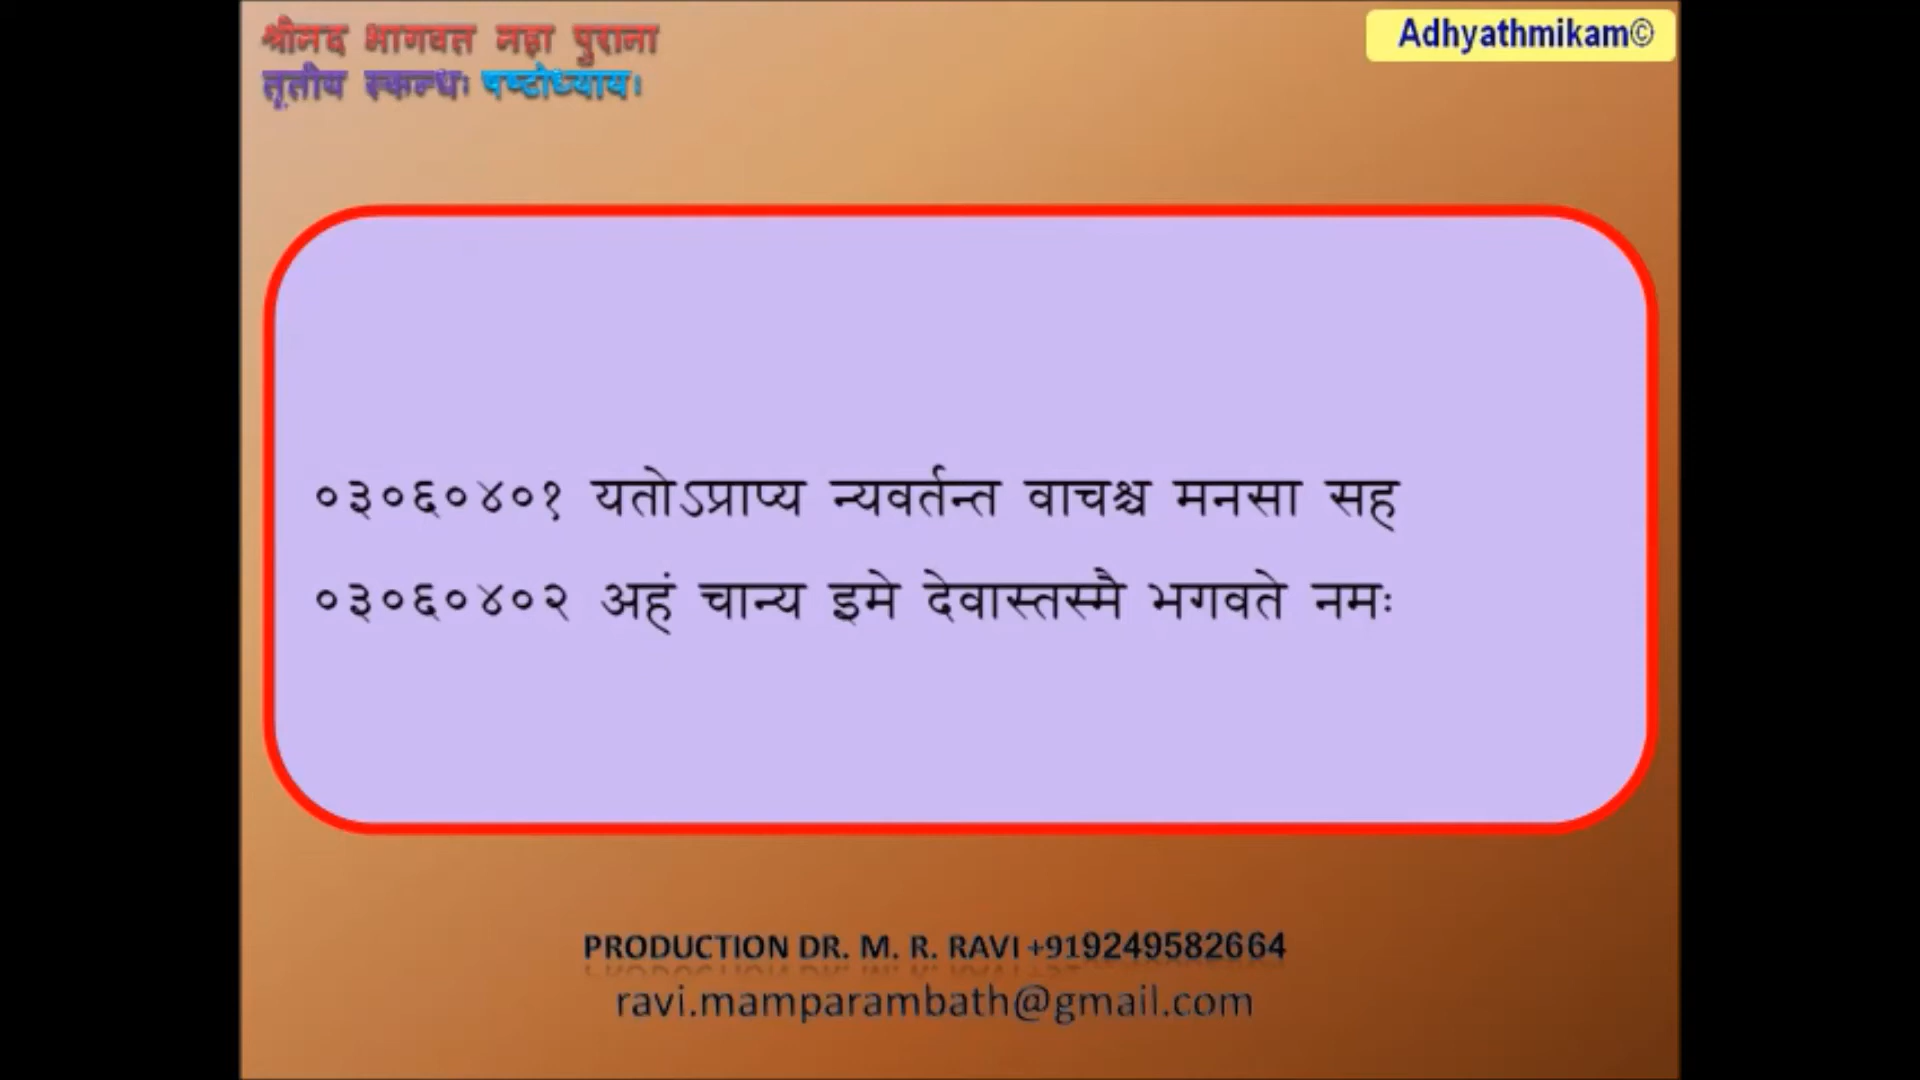 श्रीमद भागवत महा पुराना
Adhyathmikam©
तृतीय स्कन्धः षष्टोध्यायः
०३०६०४०१ यतोऽप्राप्य न्यवर्तन्त वाचश्च मनसा सह
०३०६०४०२ अहं चान्य इमे देवास्तस्मै भगवते नमः
PRODUCTION DR. M. R. RAVI +919249582664
ravi.mamparambath@gmail.com